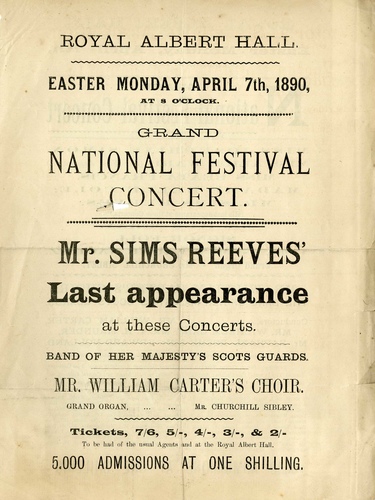 ROYAL ALBERT HALL.
EASTER MONDAY, APRIL 7th, 1890,
AT 8 O'CLOCK.
GRAND
NATIONAL FESTIVAL
CONCERT.
Mr. SIMS REEVES'
Last appearance
at these Concerts.
BAND OF HER MAJESTY'S SCOTS GUARDS.
MR. WILLIAM CARTER'S CHOIR.
GRAND ORGAN, ... ... MR. CHURCHILL SIBLEY.
Tickets, 7/6, 5/-, 4/-, 3/-, & 2/-
To be had of the usual Agents and at the Royal Albert Hall.
5,000 ADMISSIONS AT ONE SHILLING.